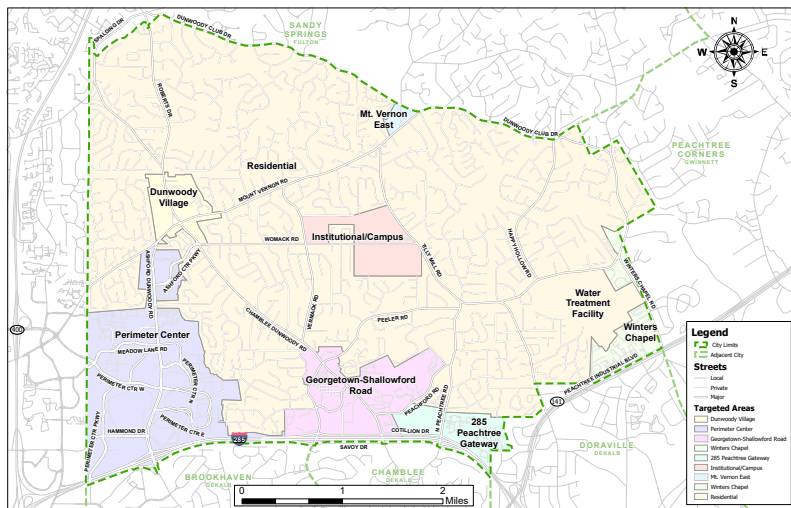 SPALDING DR
DUNWOODY CLUB DR
SANDY
SPRINGS
FULTON
N
W
E
S
ROBERTS DR
Mt. Vernon
East
DUNWOODY CLUB DR
PEACHTREE
CORNERS
GWINNETT
Residential
Dunwoody
Village
MOUNT VERNON RD
WOMACK RD
Institutional/Campus
TILLY MILL RD
HAPPY HOLLOW RD
ASHFORD DUNWOODY RD
ASHFORD CTR PKWY
WINTERS CHAPEL RD
Water
Treatment
Facility
VERMACK RD
CHAMBLEE DUNWOODY RD
PEELER RD
400
Perimeter Center
MEADOW LANE RD
Winters
Chapel
PEACHTREE INDUSTRIAL BLVD
PERIMETER CTR N
PERIMETER CTR W
Georgetown-Shallowford
Road
PEACHFORD RD
N PEACHTREE RD
141
PERIMETER CTR E
PERIMETER CTR PKWY
HAMMOND DR
285
COTILLION DR
285
Peachtree
Gateway
SAVOY DR
DORAVILLE
DEKALB
BROOKHAVEN
DEKALB
CHAMBLEE
DEKALB
0
1
2
Miles
Legend
City Limits
Adjacent City
Streets
Local
Private
Major
Targeted Areas
Dunwoody Village
Perimeter Center
Georgetown-Shallowford Road
Winters Chapel
285 Peachtree Gateway
Institutional/Campus
Mt. Vernon East
Winters Chapel
Residential